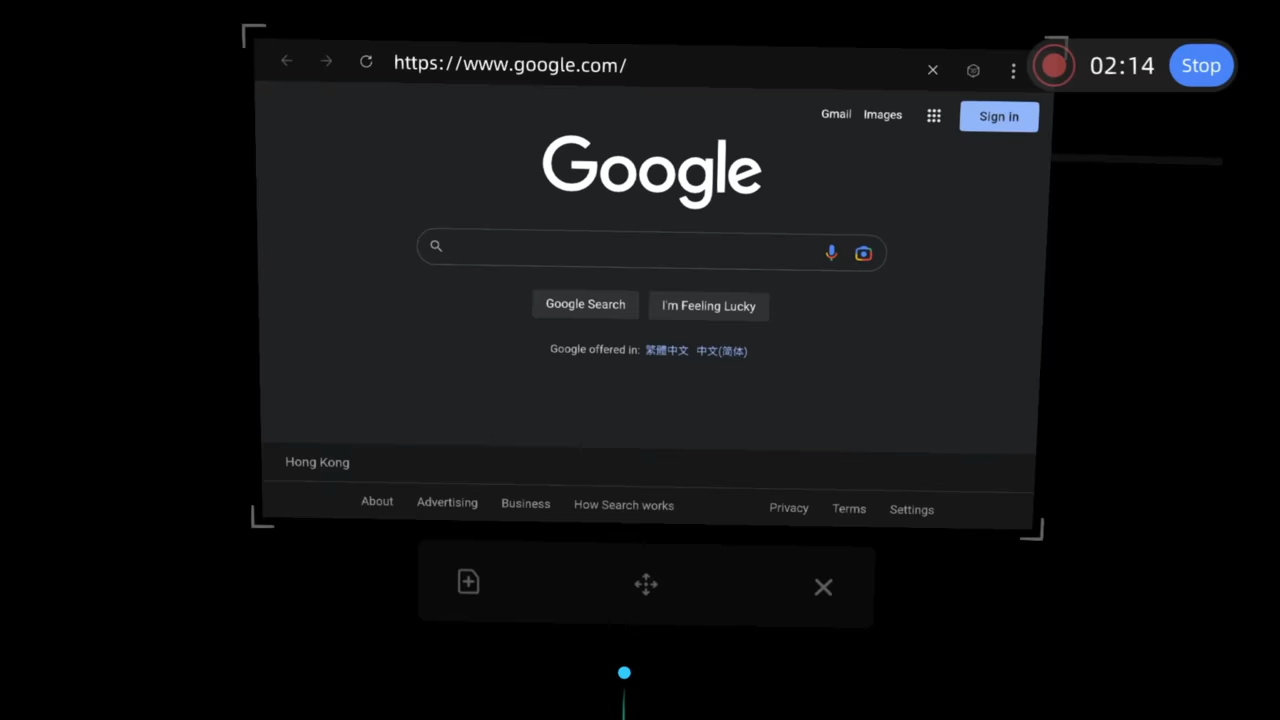 https://www.google.com/
02:14 Stop
Gmail Images Sign in
Google
Google Search I'm Feeling Lucky
Google offered in: 繁體中文 中文(简体)
Hong Kong
About Advertising Business How Search works Privacy Terms Settings